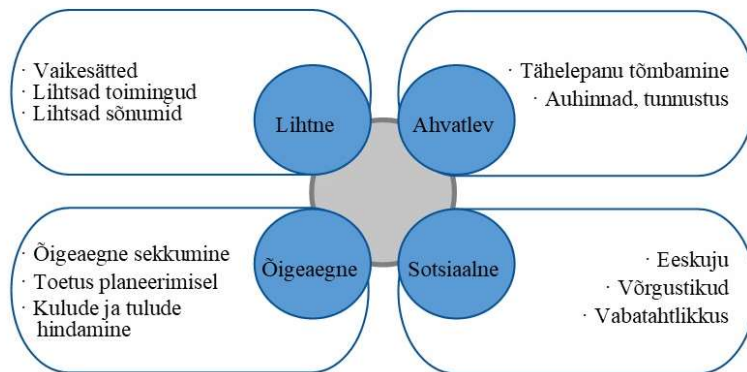 · Vaikesätted
· Lihtsad toimingud
· Lihtsad sõnumid
Lihtne
Ahvatlev
· Tähelepanu tõmbamine
· Auhinnad, tunnustus
· Õigeaegne sekkumine
· Toetus planeerimisel
· Kulude ja tulude
hindamine
Õigeaegne
Sotsiaalne
· Eeskuju
· Võrgustikud
· Vabatahtlikkus